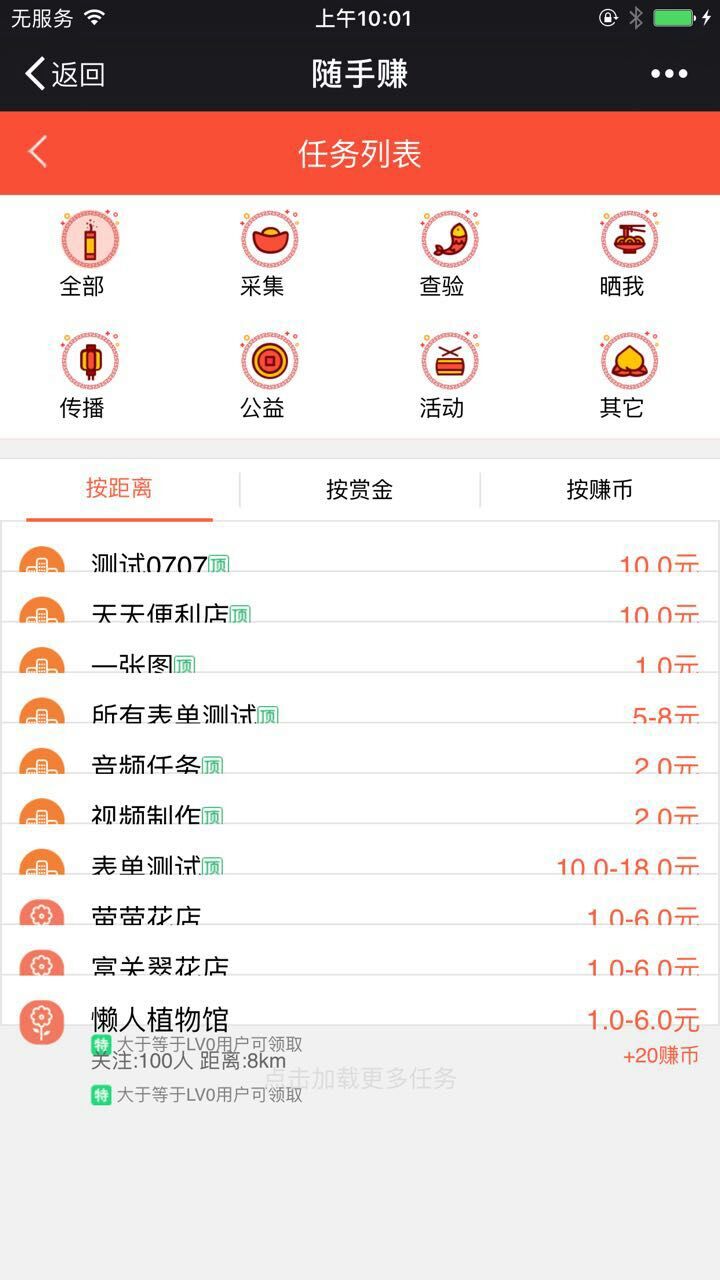 无服务 上午10:01
返回 随手赚
任务列表
全部 采集 查验 晒我
传播 公益 活动 其它
按距离 按赏金 按赚币
测试0707顶 10.0元
天天便利店顶 10.0元
一张图顶 1.0元
所有表单测试顶 5-8元
音频任务顶 2.0元
视频制作顶 2.0元
表单测试顶 10.0-18.0元
萤萤花店 1.0-6.0元
富关翠花店 1.0-6.0元
懒人植物馆 1.0-6.0元
特 大于等于LV0用户可领取
关注:100人 距离:8km +20赚币
点击加载更多任务
特 大于等于LV0用户可领取